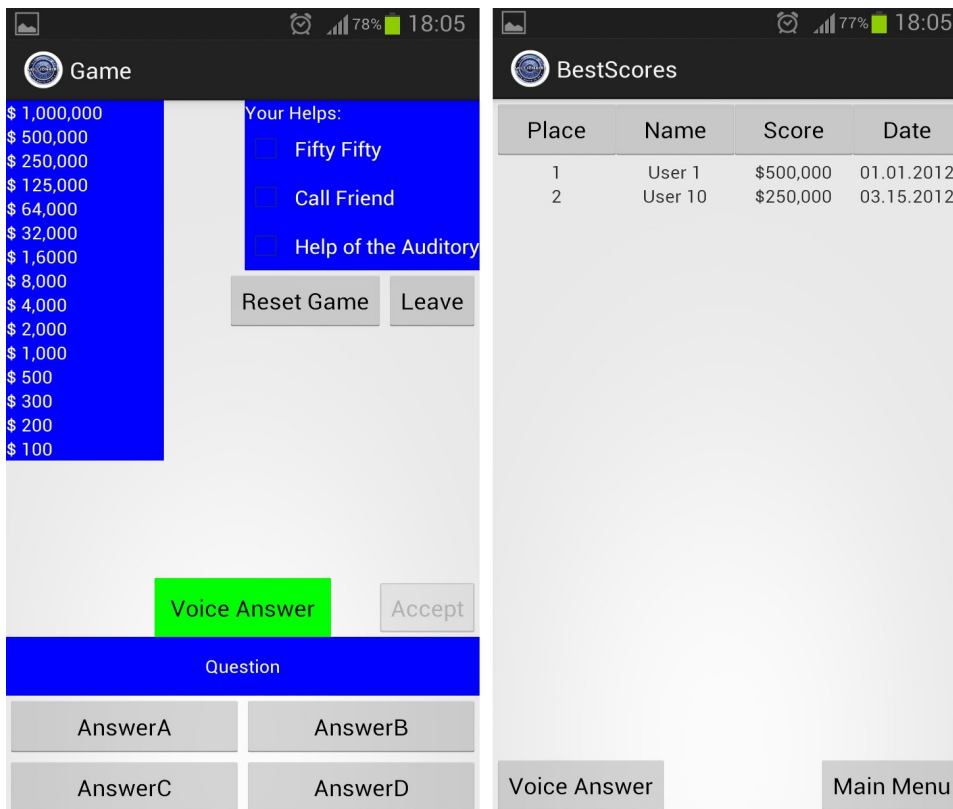 78% 18:05
Game
$ 1,000,000
$ 500,000
$ 250,000
$ 125,000
$ 64,000
$ 32,000
$ 1,6000
$ 8,000
$ 4,000
$ 2,000
$ 1,000
$ 500
$ 300
$ 200
$ 100
Your Helps:
Fifty Fifty
Call Friend
Help of the Auditory
Reset Game Leave
Voice Answer Accept
Question
AnswerA AnswerB
AnswerC AnswerD
77% 18:05
BestScores
Place Name Score Date
1 User 1 $500,000 01.01.2012
2 User 10 $250,000 03.15.2012
Voice Answer Main Menu